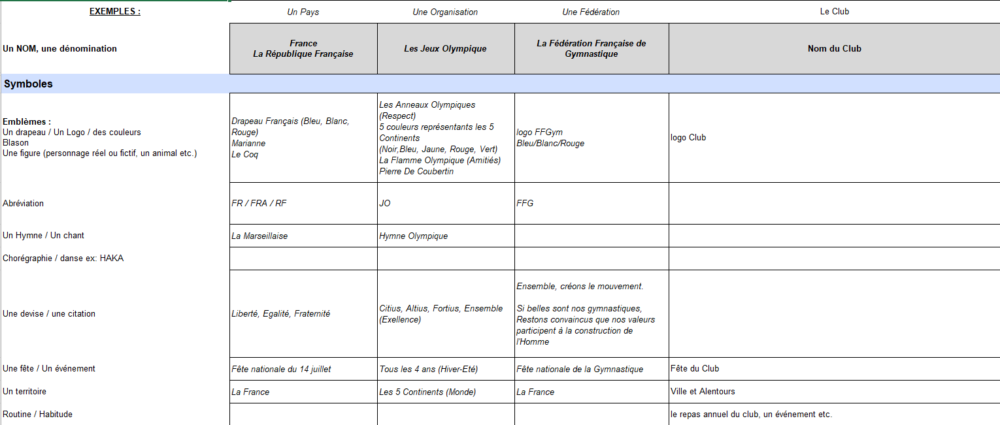 EXEMPLES :
Un Pays
Une Organisation
Une Fédération
Le Club
Un NOM, une dénomination
France
La République Française
Les Jeux Olympique
La Fédération Française de
Gymnastique
Nom du Club
Symboles
Emblèmes :
Un drapeau / Un Logo / des couleurs
Blason
Une figure (personnage réel ou fictif, un animal etc.)
Drapeau Français (Bleu, Blanc,
Rouge)
Marianne
Le Coq
Les Anneaux Olympiques
(Respect)
5 couleurs représentants les 5
Continents
(Noir,Bleu, Jaune, Rouge, Vert)
La Flamme Olympique (Amitiés)
Pierre De Coubertin
logo FFGym
Bleu/Blanc/Rouge
logo Club
Abréviation
FR / FRA / RF
JO
FFG
Un Hymne / Un chant
La Marseillaise
Hymne Olympique
Chorégraphie / danse ex: HAKA
Une devise / une citation
Liberté, Egalité, Fraternité
Citius, Altius, Fortius, Ensemble
(Exellence)
Ensemble, créons le mouvement.
Si belles sont nos gymnastiques,
Restons convaincus que nos valeurs
participent à la construction de
l'Homme
Une fête / Un événement
Fête nationale du 14 juillet
Tous les 4 ans (Hiver-Eté)
Fête nationale de la Gymnastique
Fête du Club
Un territoire
La France
Les 5 Continents (Monde)
La France
Ville et Alentours
Routine / Habitude
le repas annuel du club, un événement etc.